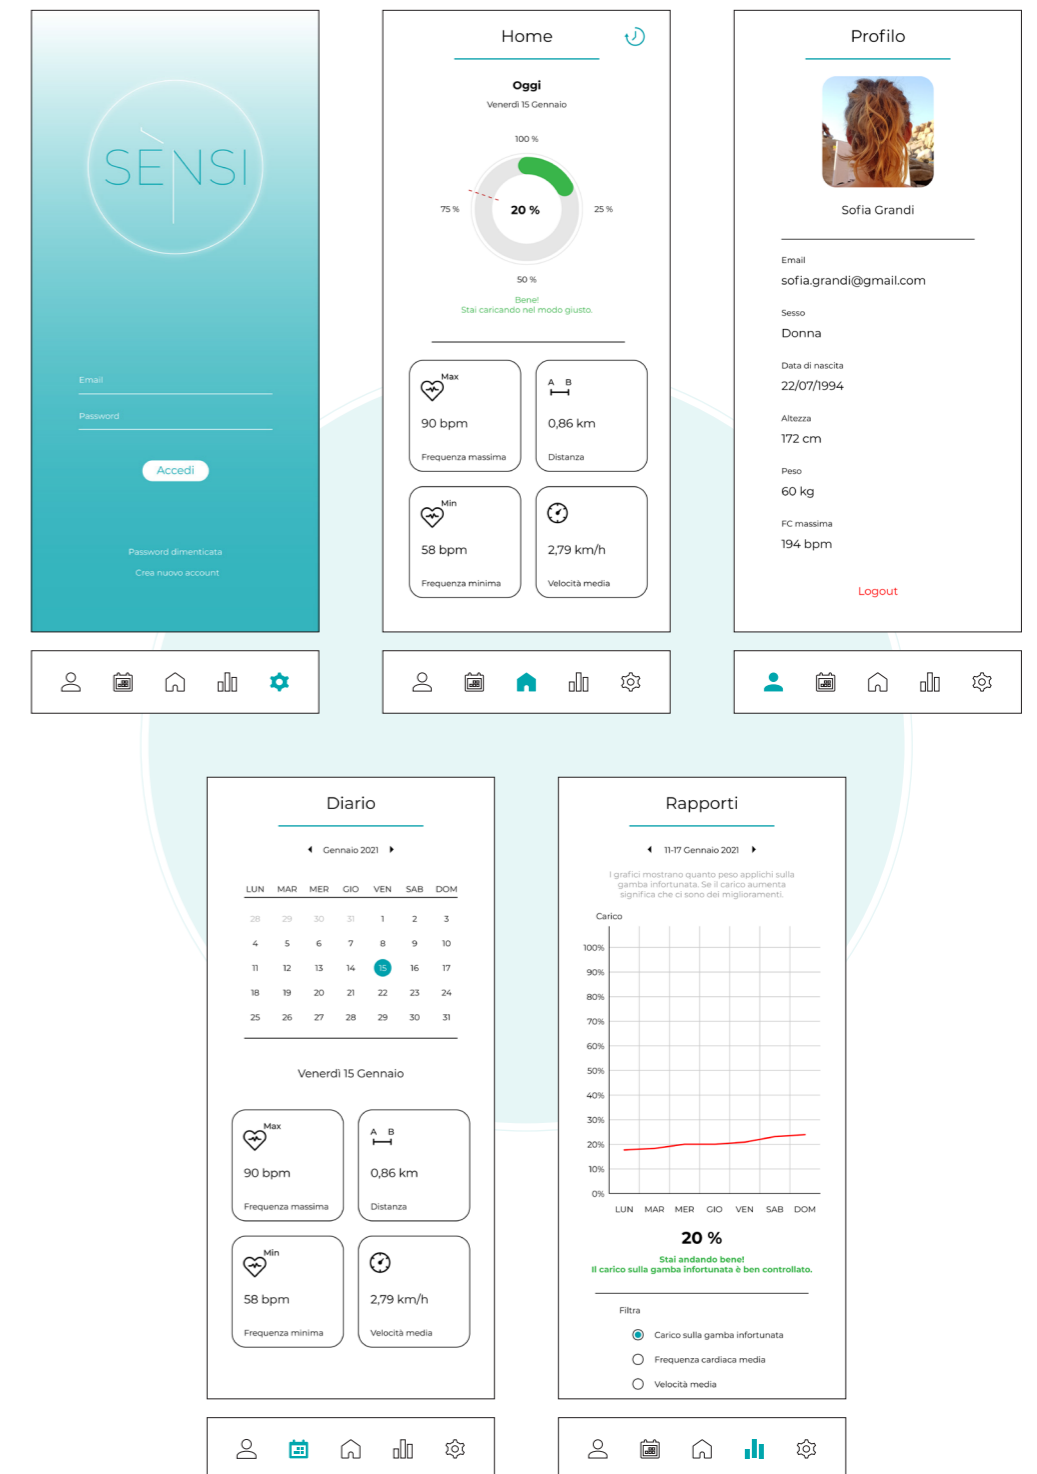 SENSI
Email
Password
Accedi
Password dimenticata
Crea nuovo account
Home
Oggi
Venerdì 15 Gennaio
100 %
75 %
20 %
25 %
50 %
Bene!
Stai caricando nel modo giusto.
Max
90 bpm
Frequenza massima
A B
0,86 km
Distanza
Min
58 bpm
Frequenza minima
2,79 km/h
Velocità media
Profilo
Sofia Grandi
Email
sofia.grandi@gmail.com
Sesso
Donna
Data di nascita
22/07/1994
Altezza
172 cm
Peso
60 kg
FC massima
194 bpm
Logout
Diario
Gennaio 2021
LUN MAR MER GIO VEN SAB DOM
28 29 30 31 1 2 3
4 5 6 7 8 9 10
11 12 13 14 15 16 17
18 19 20 21 22 23 24
25 26 27 28 29 30 31
Venerdì 15 Gennaio
Max
90 bpm
Frequenza massima
A B
0,86 km
Distanza
Min
58 bpm
Frequenza minima
2,79 km/h
Velocità media
Rapporti
11-17 Gennaio 2021
I grafici mostrano quanto peso applichi sulla
gamba infortunata. Se il carico aumenta
significa che ci sono dei miglioramenti.
Carico
100%
90%
80%
70%
60%
50%
40%
30%
20%
10%
0%
LUN MAR MER GIO VEN SAB DOM
20 %
Stai andando bene!
Il carico sulla gamba infortunata è ben controllato.
Filtra
Carico sulla gamba infortunata
Frequenza cardiaca media
Velocità media